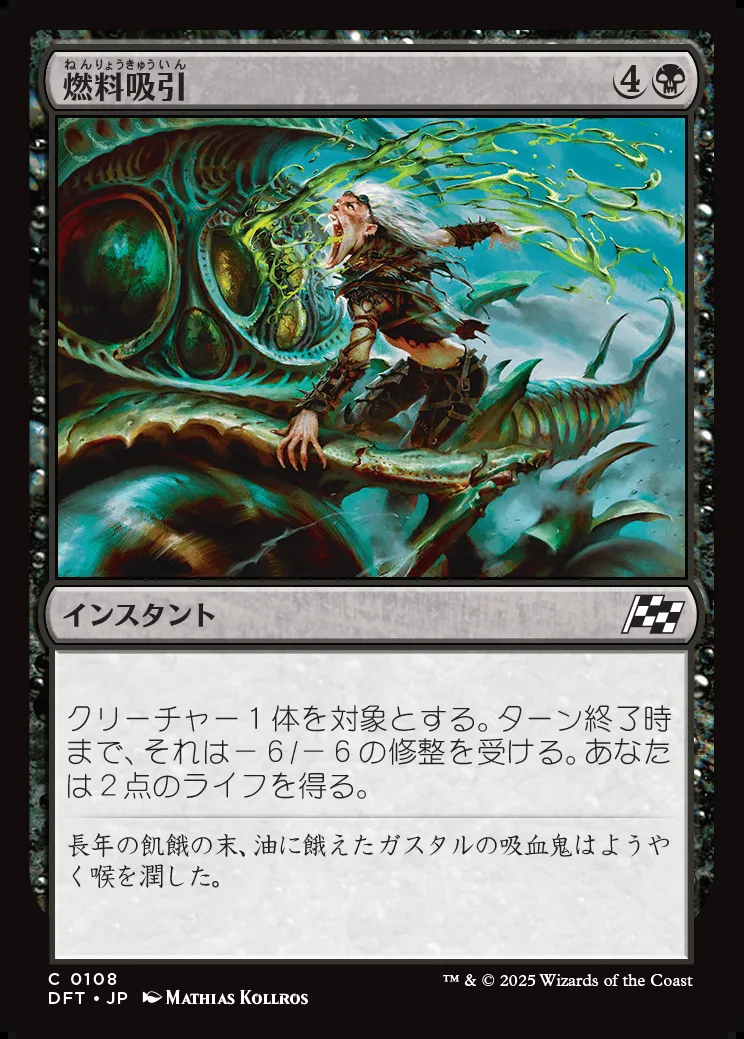 ねんりょうきゅういん
燃料吸引 4
インスタント
クリーチャー1体を対象とする。ターン終了時
まで、それは-6/-6の修整を受ける。あなた
は2点のライフを得る。
長年の飢餓の末、油に餓えたガスタルの吸血鬼はようや
く喉を潤した。
C 0108
DFT • JP Mathias Kollros
™ & © 2025 Wizards of the Coast